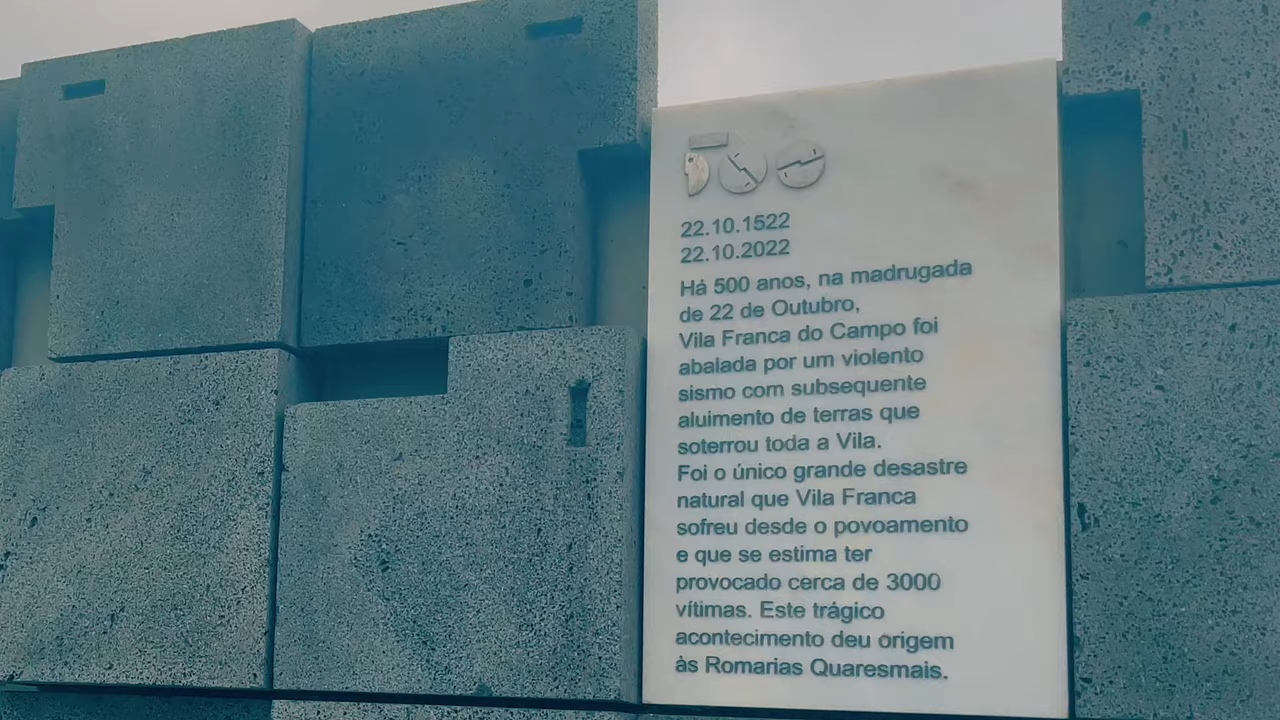 500
22.10.1522
22.10.2022
Há 500 anos, na madrugada
de 22 de Outubro,
Vila Franca do Campo foi
abalada por um violento
sismo com subsequente
aluimento de terras que
soterrou toda a Vila.
Foi o único grande desastre
natural que Vila Franca
sofreu desde o povoamento
e que se estima ter
provocado cerca de 3000
vítimas. Este trágico
acontecimento deu origem
às Romarias Quaresmais.